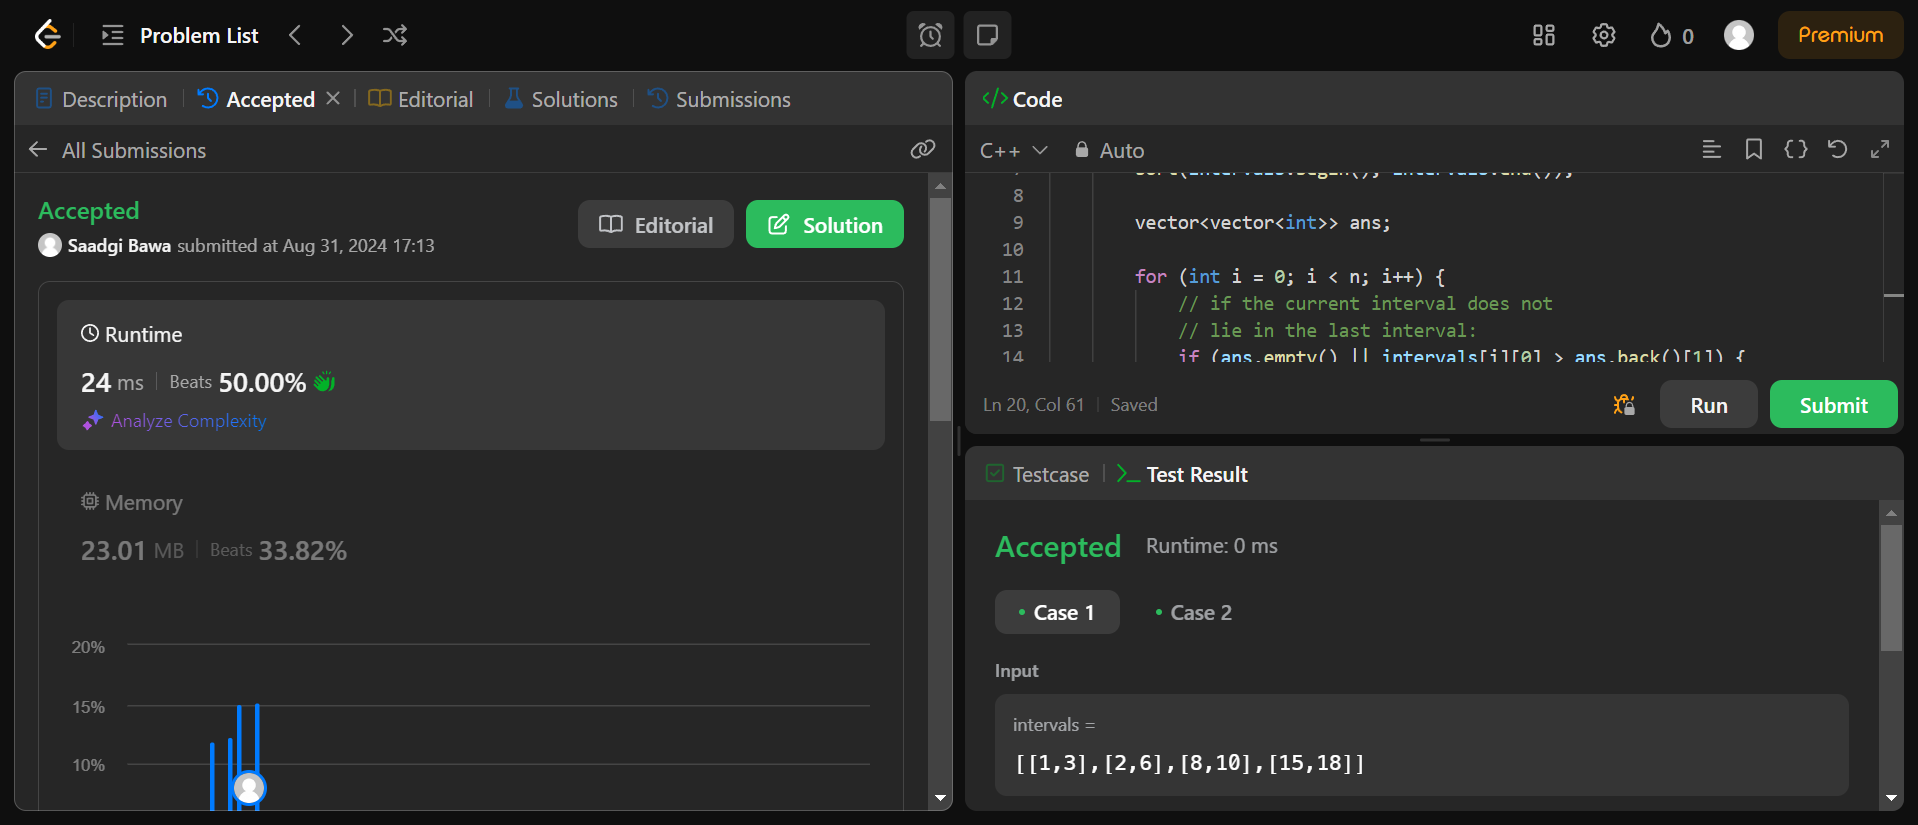 Problem List
0
Premium
Description
Accepted
Editorial
Solutions
Submissions
All Submissions
Accepted
Saadgi Bawa submitted at Aug 31, 2024 17:13
Editorial
Solution
Runtime
24 ms
Beats 50.00%
Analyze Complexity
Memory
23.01 MB
Beats 33.82%
20%
15%
10%
</> Code
C++
Auto
sort(intervals.begin(), intervals.end());
8
9 vector<vector<int>> ans;
10
11 for (int i = 0; i < n; i++) {
12 // if the current interval does not
13 // lie in the last interval:
14 if (ans.empty() || intervals[i][0] > ans.back()[1]) {
Ln 20, Col 61
Saved
Run
Submit
Testcase
Test Result
Accepted
Runtime: 0 ms
Case 1
Case 2
Input
intervals =
[[1,3],[2,6],[8,10],[15,18]]